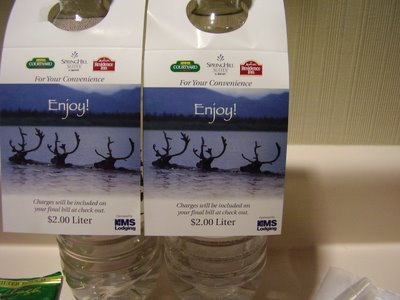 COURTYARD
SPRINGHILL
SUITES
Residence Inn
For Your Convenience
Enjoy!
Charges will be included on
your final bill at check out.
$2.00 Liter
HMS
Lodging
COURTYARD
SPRINGHILL
SUITES
Residence Inn
For Your Convenience
Enjoy!
Charges will be included on
your final bill at check out.
$2.00 Liter
HMS
Lodging